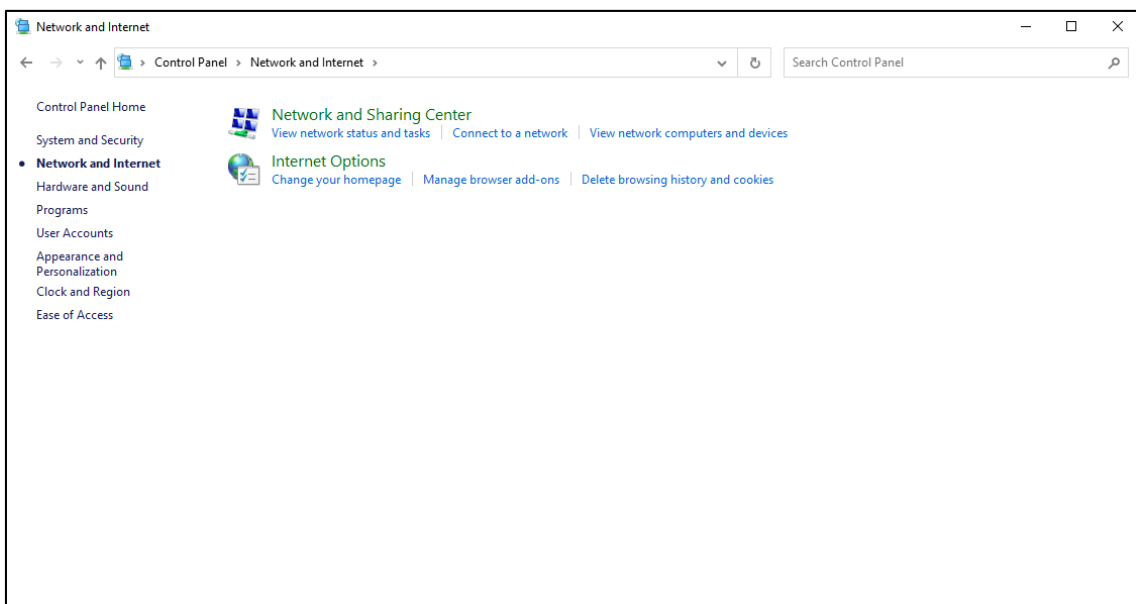 Network and Internet
Control Panel > Network and Internet >
Search Control Panel
Control Panel Home
System and Security
Network and Internet
Hardware and Sound
Programs
User Accounts
Appearance and
Personalization
Clock and Region
Ease of Access
Network and Sharing Center
View network status and tasks | Connect to a network | View network computers and devices
Internet Options
Change your homepage | Manage browser add-ons | Delete browsing history and cookies